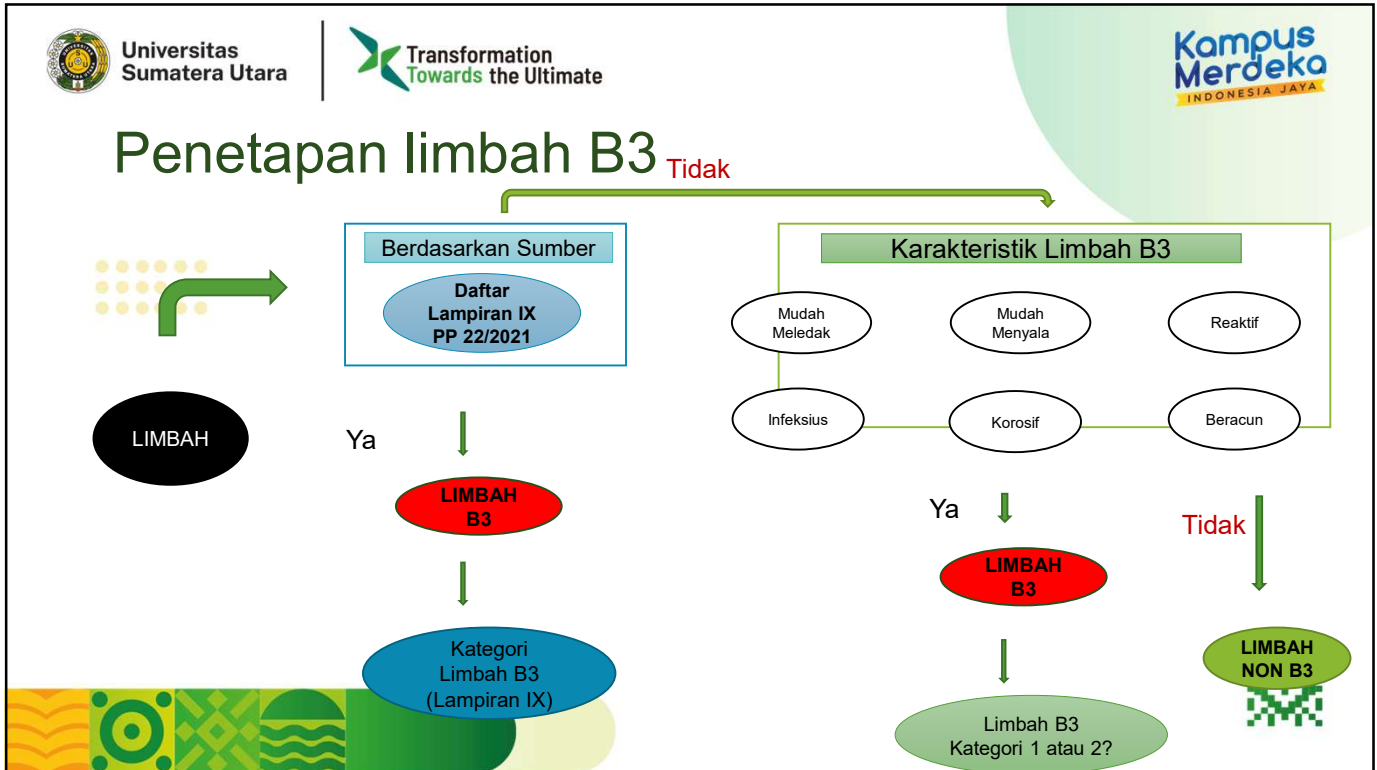 Universitas
Sumatera Utara
Transformation
Towards the Ultimate
Kampus
Merdeka
INDONESIA JAYA
Penetapan limbah B3
Tidak
Berdasarkan Sumber
Daftar
Lampiran IX
PP 22/2021
Karakteristik Limbah B3
Mudah
Meledak
Mudah
Menyala
Reaktif
Infeksius
Korosif
Beracun
LIMBAH
Ya
LIMBAH
B3
Kategori
Limbah B3
(Lampiran IX)
Ya
LIMBAH
B3
Limbah B3
Kategori 1 atau 2?
Tidak
LIMBAH
NON B3